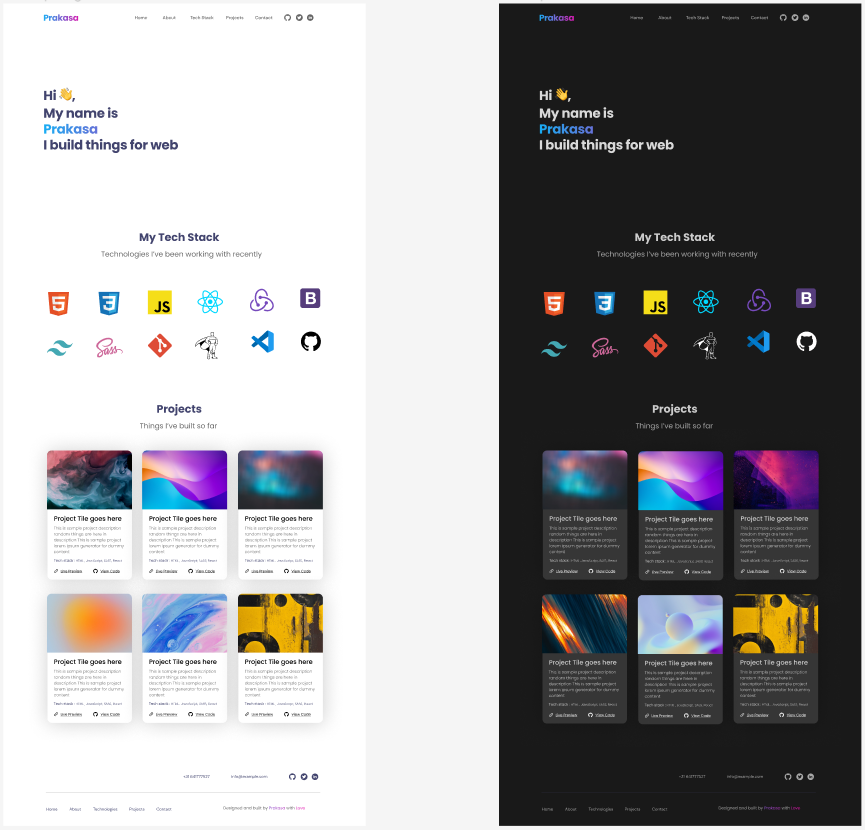 Prakasa
Home About Tech Stack Projects Contact
Hi 👋,
My name is
Prakasa
I build things for web
My Tech Stack
Technologies I've been working with recently
5 3 JS B
Sass
Projects
Things I've built so far
Project Tile goes here Project Tile goes here Project Tile goes here
This is sample project description This is sample project description This is sample project description
random things are here in random things are here in random things are here in
description This is sample project description This is sample project description This is sample project
lorem ipsum generator for dummy lorem ipsum generator for dummy lorem ipsum generator for dummy
content content content
Tech stack : HTML , JavaScript, SASS, React Tech stack : HTML , JavaScript, SASS, React Tech stack : HTML , JavaScript, SASS, React
Live Preview View Code Live Preview View Code Live Preview View Code
Project Tile goes here Project Tile goes here Project Tile goes here
This is sample project description This is sample project description This is sample project description
random things are here in random things are here in random things are here in
description This is sample project description This is sample project description This is sample project
lorem ipsum generator for dummy lorem ipsum generator for dummy lorem ipsum generator for dummy
content content content
Tech stack : HTML , JavaScript, SASS, React Tech stack : HTML , JavaScript, SASS, React Tech stack : HTML , JavaScript, SASS, React
Live Preview View Code Live Preview View Code Live Preview View Code
info@example.com
Home About Technologies Projects Contact Designed and built by Prakasa with Love
Prakasa
Home About Tech Stack Projects Contact
Hi 👋,
My name is
Prakasa
I build things for web
My Tech Stack
Technologies I've been working with recently
5 3 JS B
Sass
Projects
Things I've built so far
Project Tile goes here Project Tile goes here Project Tile goes here
This is sample project description This is sample project description This is sample project description
random things are here in random things are here in random things are here in
description This is sample project description This is sample project description This is sample project
lorem ipsum generator for dummy lorem ipsum generator for dummy lorem ipsum generator for dummy
content content content
Tech stack : HTML , JavaScript, SASS, React Tech stack : HTML , JavaScript, SASS, React Tech stack : HTML , JavaScript, SASS, React
Live Preview View Code Live Preview View Code Live Preview View Code
Project Tile goes here Project Tile goes here Project Tile goes here
This is sample project description This is sample project description This is sample project description
random things are here in random things are here in random things are here in
description This is sample project description This is sample project description This is sample project
lorem ipsum generator for dummy lorem ipsum generator for dummy lorem ipsum generator for dummy
content content content
Tech stack : HTML , JavaScript, SASS, React Tech stack : HTML , JavaScript, SASS, React Tech stack : HTML , JavaScript, SASS, React
Live Preview View Code Live Preview View Code Live Preview View Code
info@example.com
Home About Technologies Projects Contact Designed and built by Prakasa with Love